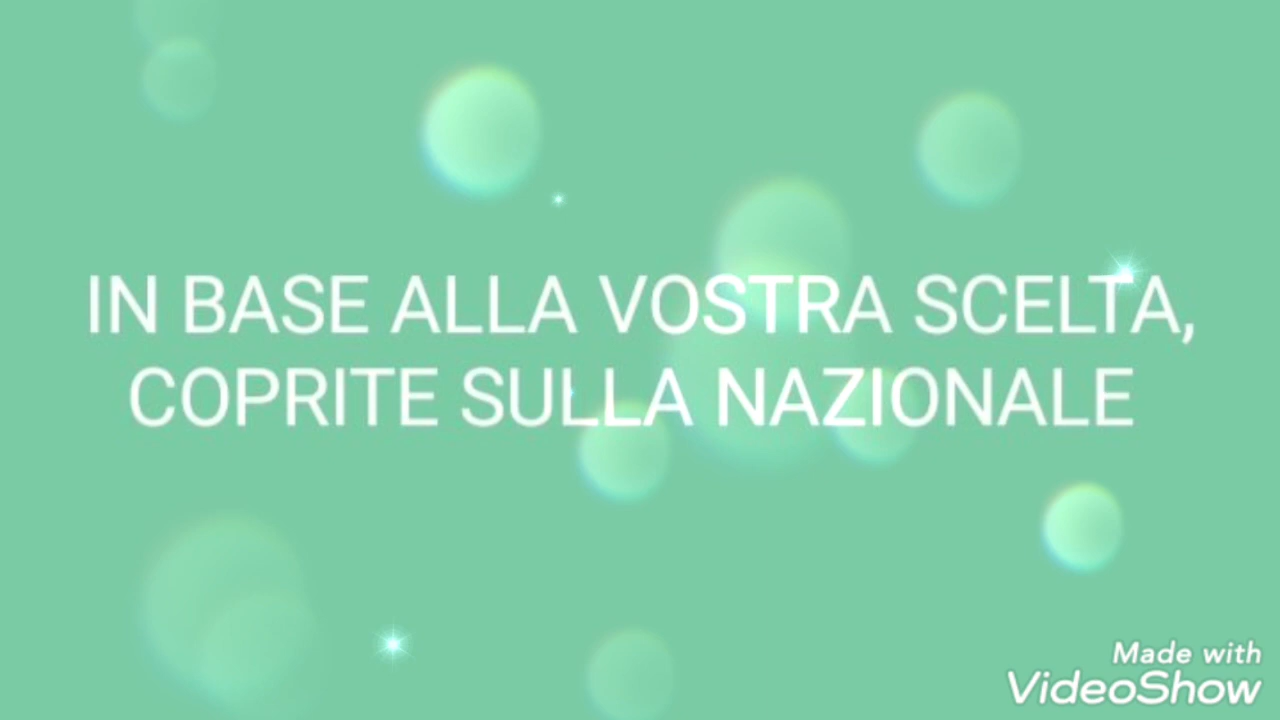 IN BASE ALLA VOSTRA SCELTA,
COPRITE SULLA NAZIONALE
Made with
VideoShow